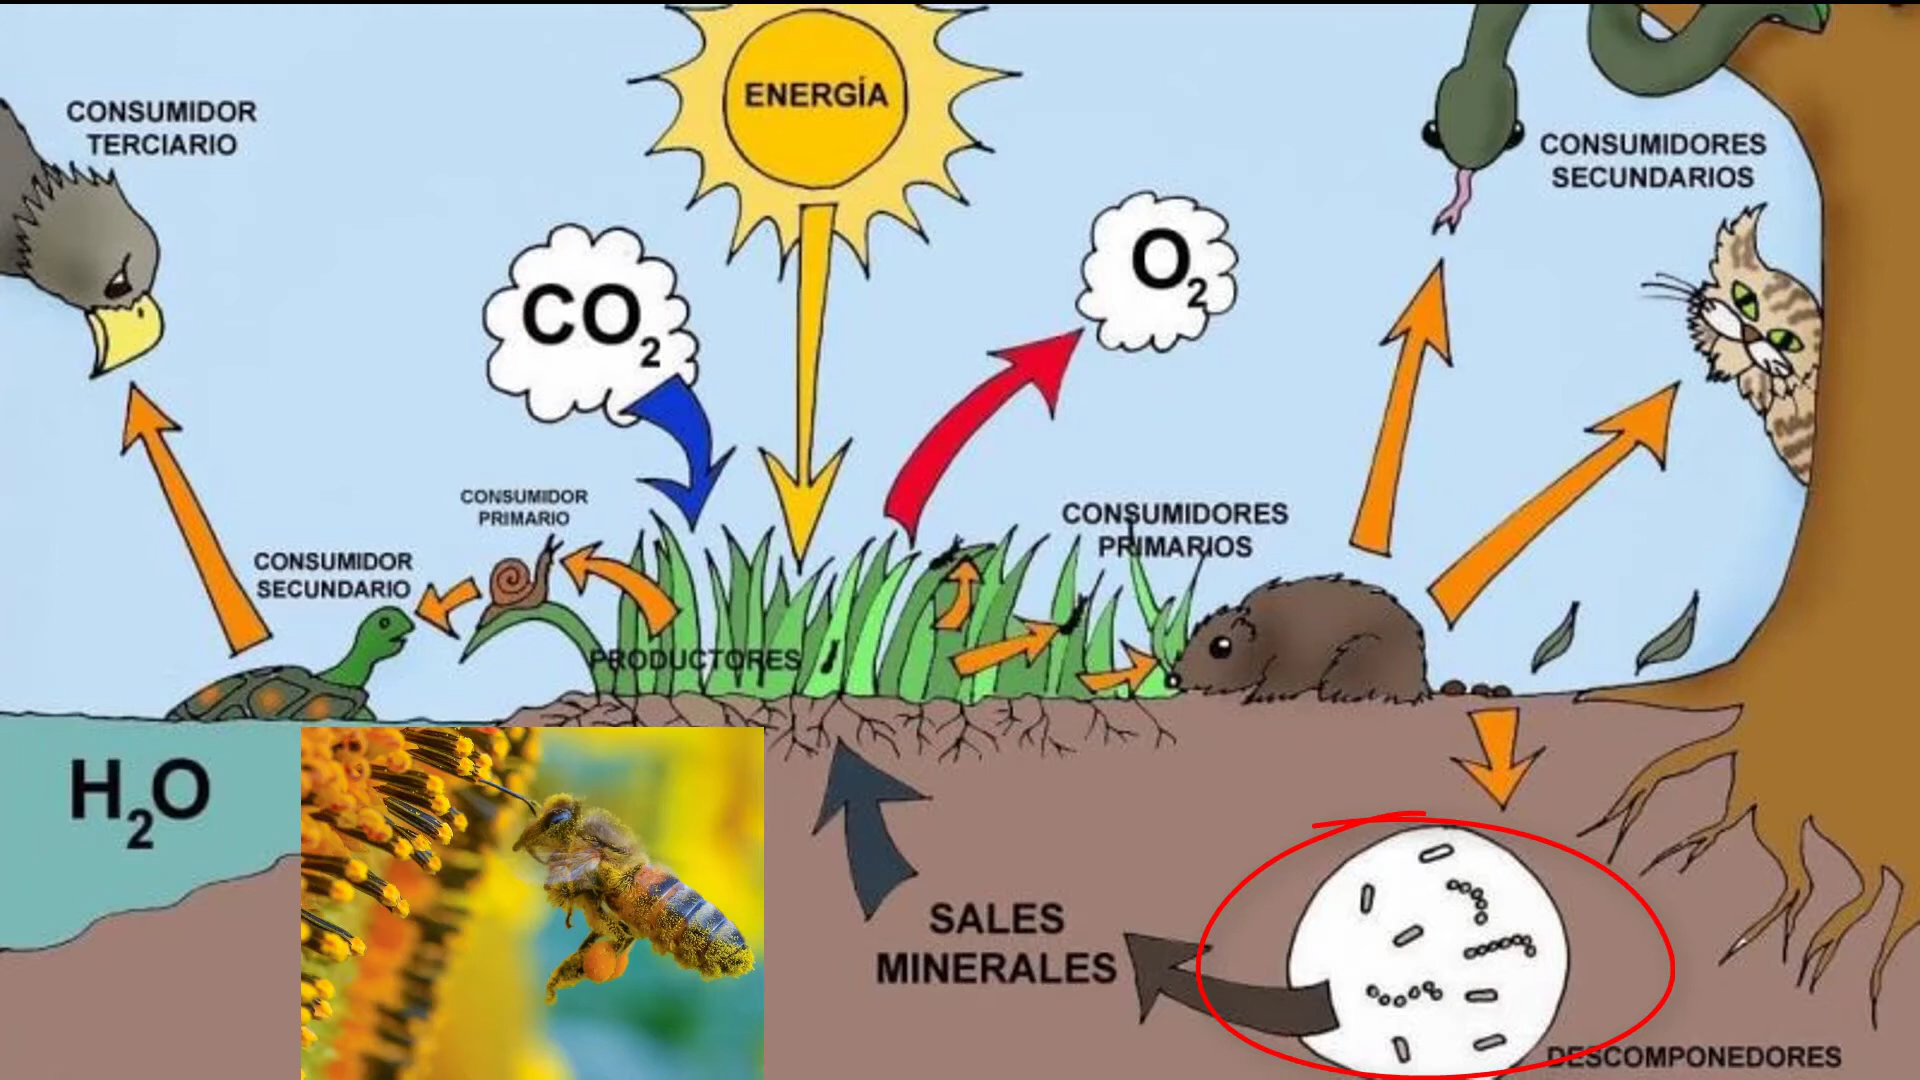 ENERGÍA
CONSUMIDOR
TERCIARIO
CONSUMIDORES
SECUNDARIOS
CO2
O2
CONSUMIDOR
PRIMARIO
CONSUMIDORES
PRIMARIOS
CONSUMIDOR
SECUNDARIO
PRODUCTORES
H2O
SALES
MINERALES
DESCOMPONEDORES